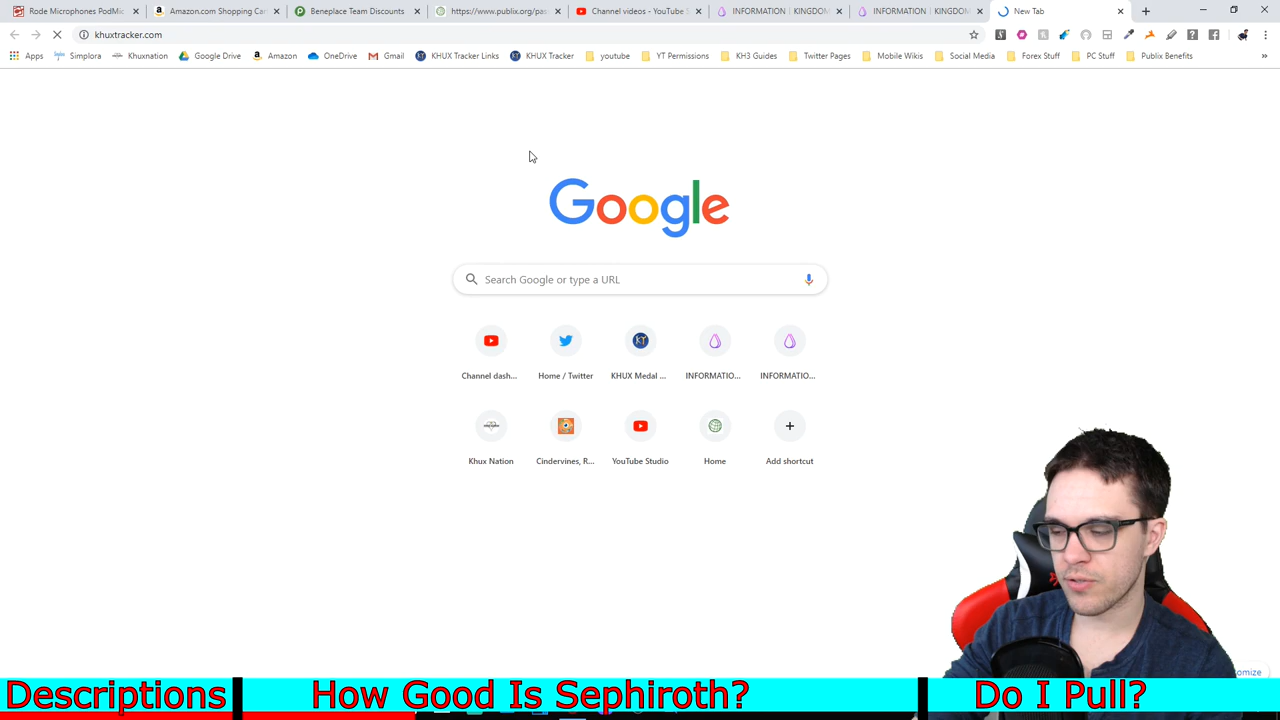 Rode Microphones PodMic
Amazon.com Shopping Car
Beneplace Team Discounts
https://www.publix.org/pas
Channel videos - YouTube S
INFORMATION | KINGDOM
INFORMATION | KINGDOM
New Tab
khuxtracker.com
Apps
Simplora
Khuxnation
Google Drive
Amazon
OneDrive
Gmail
KHUX Tracker Links
KHUX Tracker
youtube
YT Permissions
KH3 Guides
Twitter Pages
Mobile Wikis
Social Media
Forex Stuff
PC Stuff
Publix Benefits
Google
Search Google or type a URL
Channel dash...
Home / Twitter
KHUX Medal ...
INFORMATIO...
INFORMATIO...
Khux Nation
Cindervines, R...
YouTube Studio
Home
Add shortcut
omize
Descriptions
How Good Is Sephiroth?
Do I Pull?